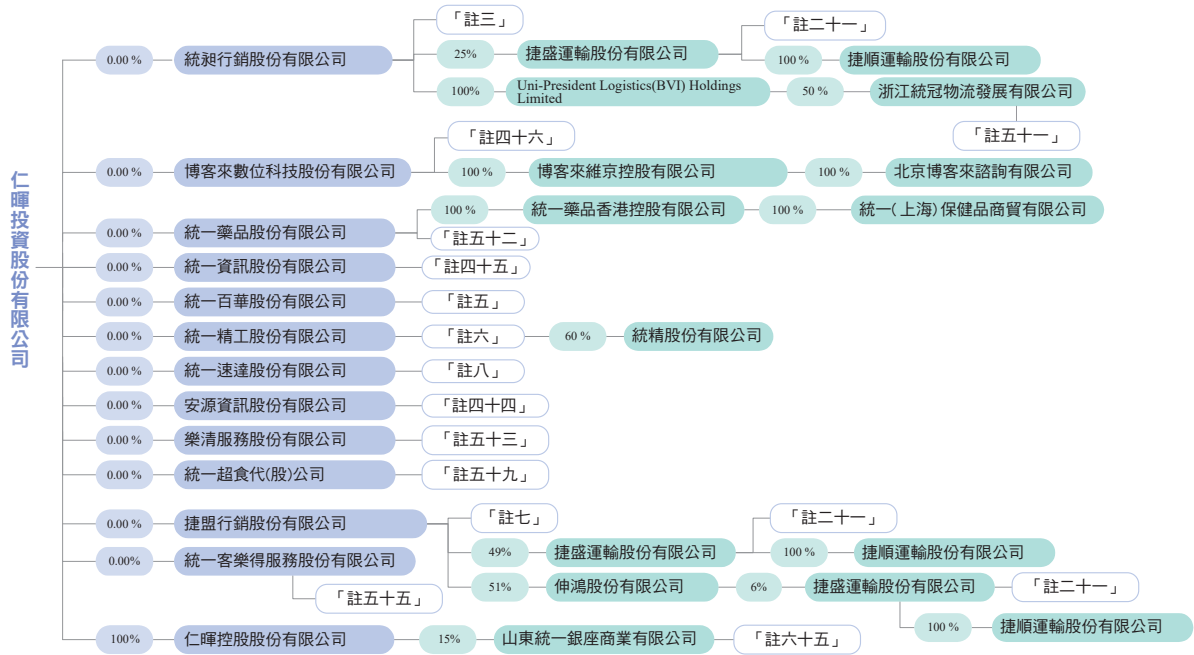 仁暉投資股份有限公司
0.00 %
統昶行銷股份有限公司
「註三」
25%
捷盛運輸股份有限公司
「註二十一」
100 %
捷順運輸股份有限公司
100%
Uni-President Logistics(BVI) Holdings
Limited
50 %
浙江統冠物流發展有限公司
「註五十一」
0.00 %
博客來數位科技股份有限公司
「註四十六」
100 %
博客來維京控股有限公司
100 %
北京博客來諮詢有限公司
0.00 %
統一藥品股份有限公司
100 %
統一藥品香港控股有限公司
100 %
統一(上海)保健品商貿有限公司
「註五十二」
0.00 %
統一資訊股份有限公司
「註四十五」
0.00 %
統一百華股份有限公司
「註五」
0.00 %
統一精工股份有限公司
「註六」
60 %
統精股份有限公司
0.00 %
統一速達股份有限公司
「註八」
0.00 %
安源資訊股份有限公司
「註四十四」
0.00 %
樂清服務股份有限公司
「註五十三」
0.00 %
統一超食代(股)公司
「註五十九」
0.00 %
捷盟行銷股份有限公司
「註七」
49%
捷盛運輸股份有限公司
「註二十一」
100 %
捷順運輸股份有限公司
51%
伸鴻股份有限公司
6%
捷盛運輸股份有限公司
「註二十一」
100 %
捷順運輸股份有限公司
0.00%
統一客樂得服務股份有限公司
「註五十五」
100%
仁暉控股股份有限公司
15%
山東統一銀座商業有限公司
「註六十五」